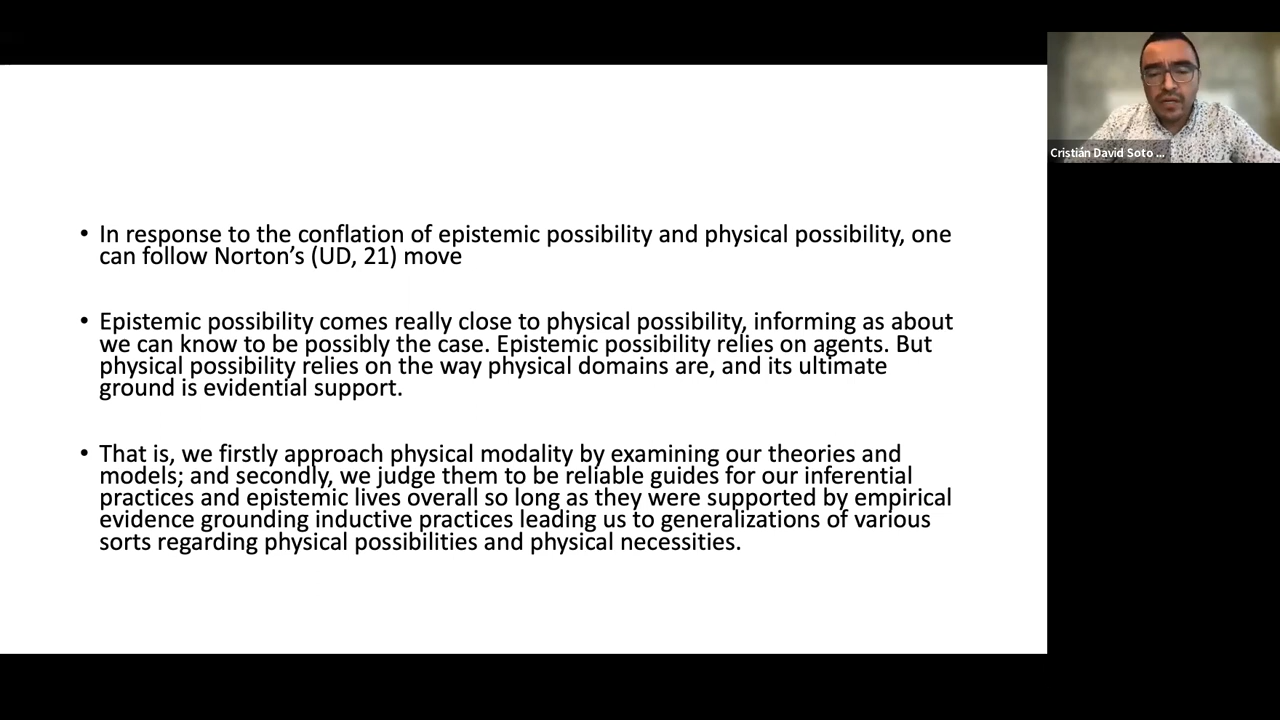 • In response to the conflation of epistemic possibility and physical possibility, one
can follow Norton's (UD, 21) move
• Epistemic possibility comes really close to physical possibility, informing as about
we can know to be possibly the case. Epistemic possibility relies on agents. But
physical possibility relies on the way physical domains are, and its ultimate
ground is evidential support.
• That is, we firstly approach physical modality by examining our theories and
models; and secondly, we judge them to be reliable guides for our inferential
practices and epistemic lives overall so long as they were supported by empirical
evidence grounding inductive practices leading us to generalizations of various
sorts regarding physical possibilities and physical necessities.
Cristián David Soto ...